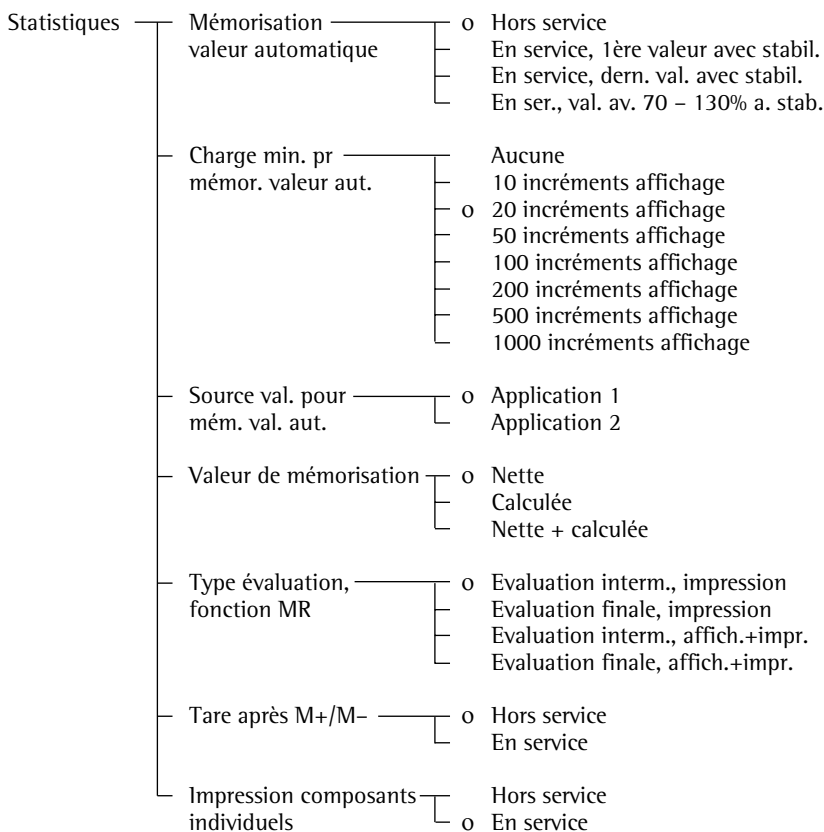 Statistiques Mémorisation o Hors service
valeur automatique En service, 1ère valeur avec stabil.
En service, dern. val. avec stabil.
En ser., val. av. 70 – 130% a. stab.
Charge min. pr Aucune
mémor. valeur aut. 10 incréments affichage
o 20 incréments affichage
50 incréments affichage
100 incréments affichage
200 incréments affichage
500 incréments affichage
1000 incréments affichage
Source val. pour o Application 1
mém. val. aut. Application 2
Valeur de mémorisation o Nette
Calculée
Nette + calculée
Type évaluation, o Evaluation interm., impression
fonction MR Evaluation finale, impression
Evaluation interm., affich.+impr.
Evaluation finale, affich.+impr.
Tare après M+/M– o Hors service
En service
Impression composants Hors service
individuels o En service